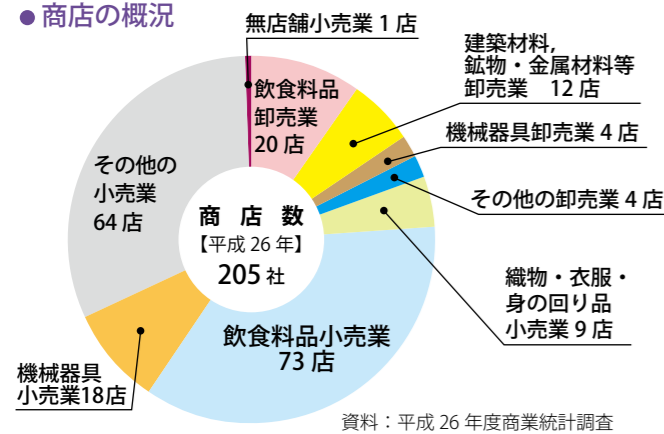 ●商店の概況
無店舗小売業 1 店
飲食料品
卸売業
20 店
建築材料,
鉱物・金属材料等
卸売業 12 店
機械器具卸売業 4 店
その他の卸売業 4 店
織物・衣服・
身の回り品
小売業 9 店
飲食料品小売業
73 店
機械器具
小売業18店
その他の
小売業
64 店
商 店 数
【平成 26 年】
205 社
資料：平成 26 年度商業統計調査